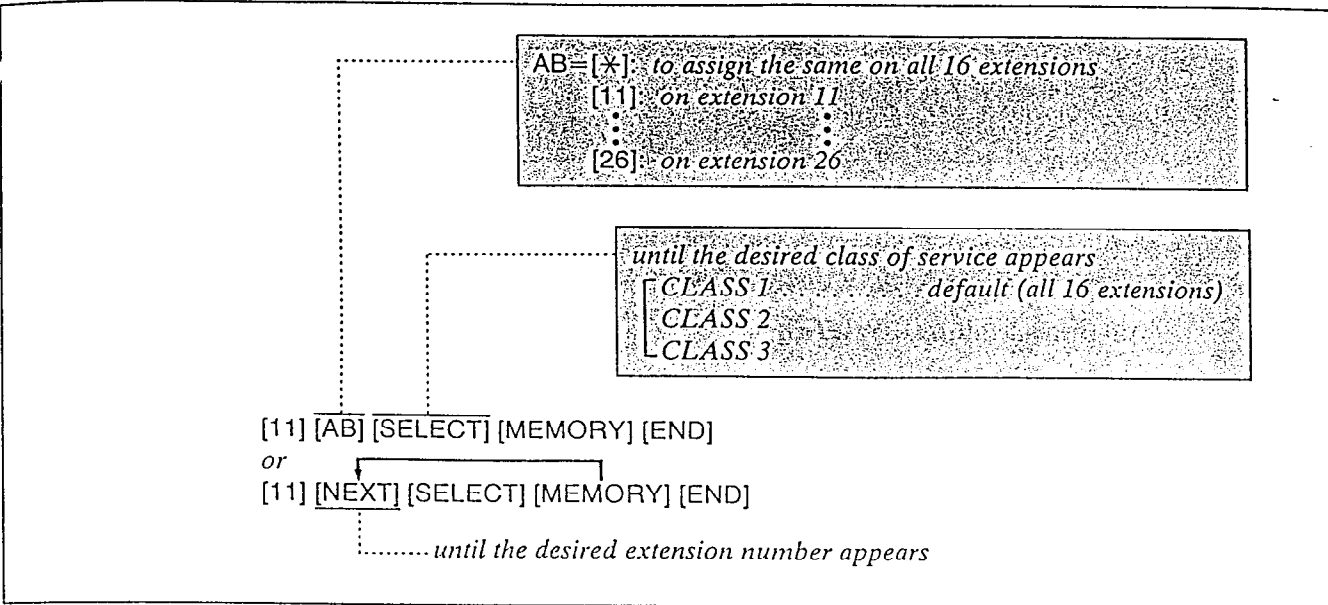 AB=[*]: to assign the same on all 16 extensions
[11]: on extension 11
[26]: on extension 26
until the desired class of service appears
CLASS 1 .......... default (all 16 extensions)
CLASS 2
CLASS 3
[11] [AB] [SELECT] [MEMORY] [END]
or
[11] [NEXT] [SELECT] [MEMORY] [END]
until the desired extension number appears